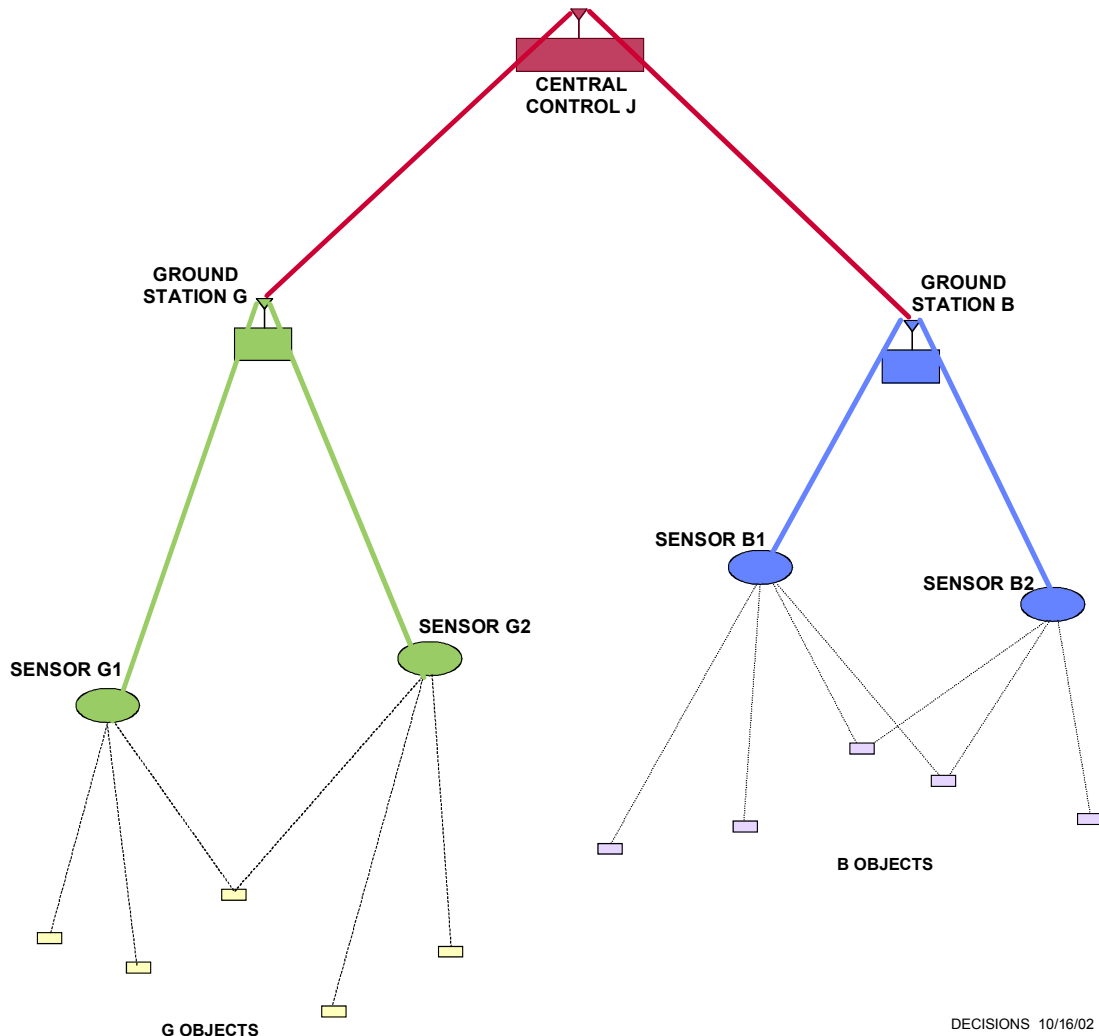 CENTRAL
CONTROL J
GROUND
STATION G
GROUND
STATION B
SENSOR B1
SENSOR B2
SENSOR G2
SENSOR G1
B OBJECTS
G OBJECTS
DECISIONS 10/16/02